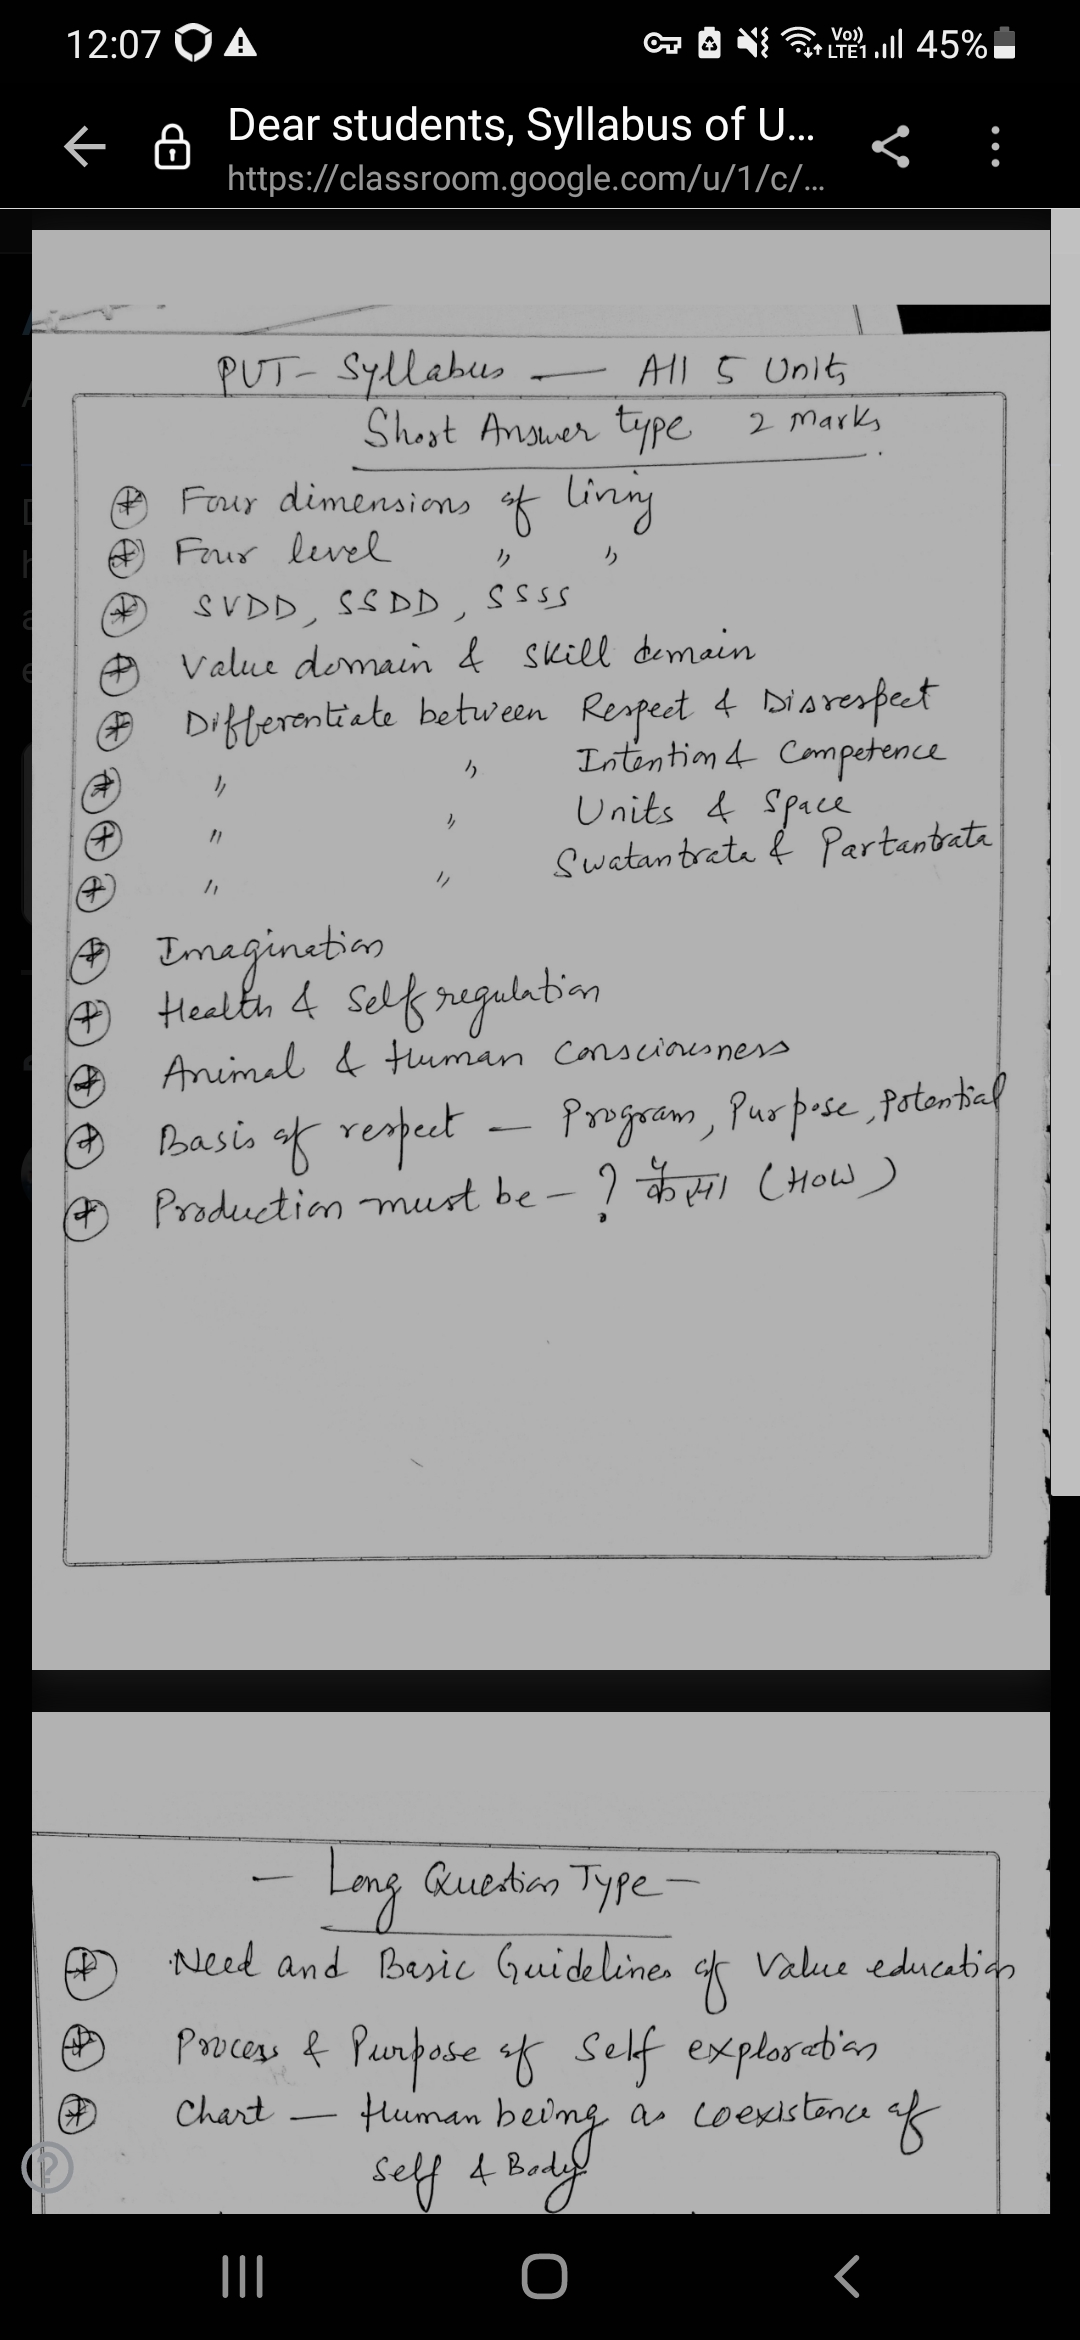 12:07 Vo)) LTE1 45%
Dear students, Syllabus of U...
https://classroom.google.com/u/1/c/...
PUT- Syllabus — All 5 Units
Short Answer type 2 Marks.
Four dimensions of living
Four level " "
SVDD, SSDD, SSSS
Value domain & Skill domain
Differentiate between Respect & Disrespect
" " Intention & Competence
" " Units & Space
" " Swatantrata & Partantrata
Imagination
Health & Self regulation
Animal & Human Consciousness
Basis of respect — Program, Purpose, Potential
Production must be - ? कैसा (HOW)
- Long Question Type -
Need and Basic Guidelines of Value education
Process & Purpose of Self exploration
Chart — Human being as coexistence of
Self & Body